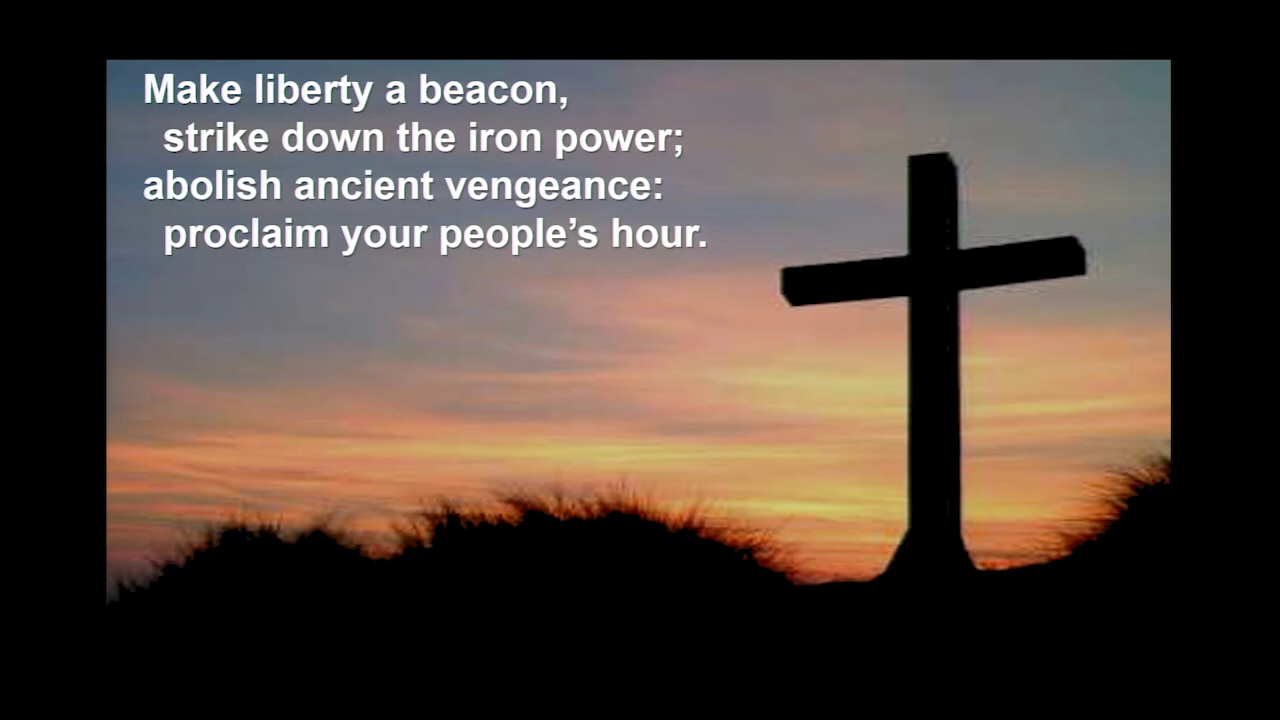 Make liberty a beacon,
strike down the iron power;
abolish ancient vengeance:
proclaim your people’s hour.